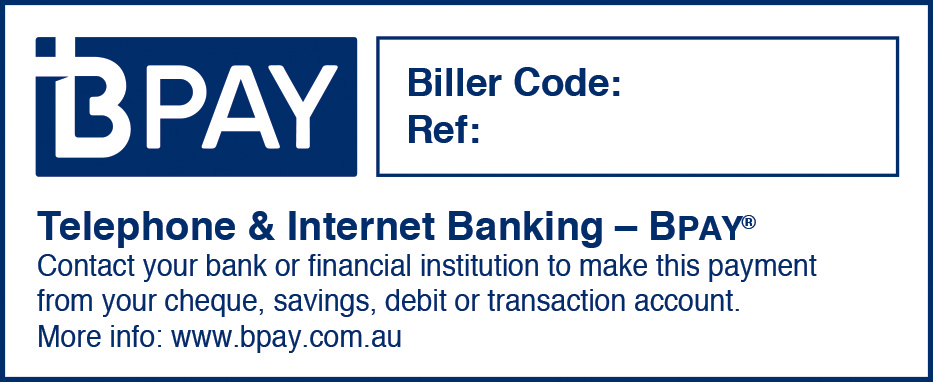 BPAY
Biller Code:
Ref:
Telephone & Internet Banking – BPAY®
Contact your bank or financial institution to make this payment
from your cheque, savings, debit or transaction account.
More info: www.bpay.com.au